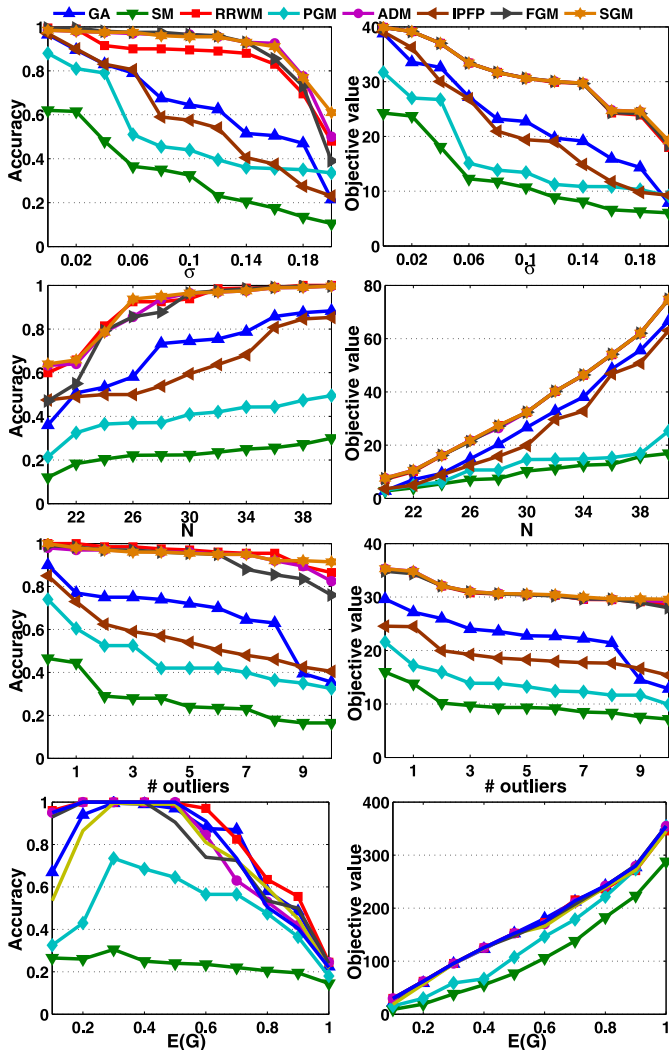 GA SM RRWM PGM ADM IPFP FGM SGM
1
0.8
0.6
0.4
0.2
0
Accuracy
0.02 0.06 0.1 0.14 0.18
σ
40
30
20
10
0
Objective value
0.02 0.06 0.1 0.14 0.18
σ
1
0.8
0.6
0.4
0.2
0
Accuracy
22 26 30 34 38
N
80
60
40
20
0
Objective value
22 26 30 34 38
N
1
0.8
0.6
0.4
0.2
0
Accuracy
1 3 5 7 9
# outliers
40
30
20
10
0
Objective value
1 3 5 7 9
# outliers
1
0.8
0.6
0.4
0.2
0
Accuracy
0.2 0.4 0.6 0.8 1
E(G)
400
300
200
100
0
Objective value
0.2 0.4 0.6 0.8 1
E(G)